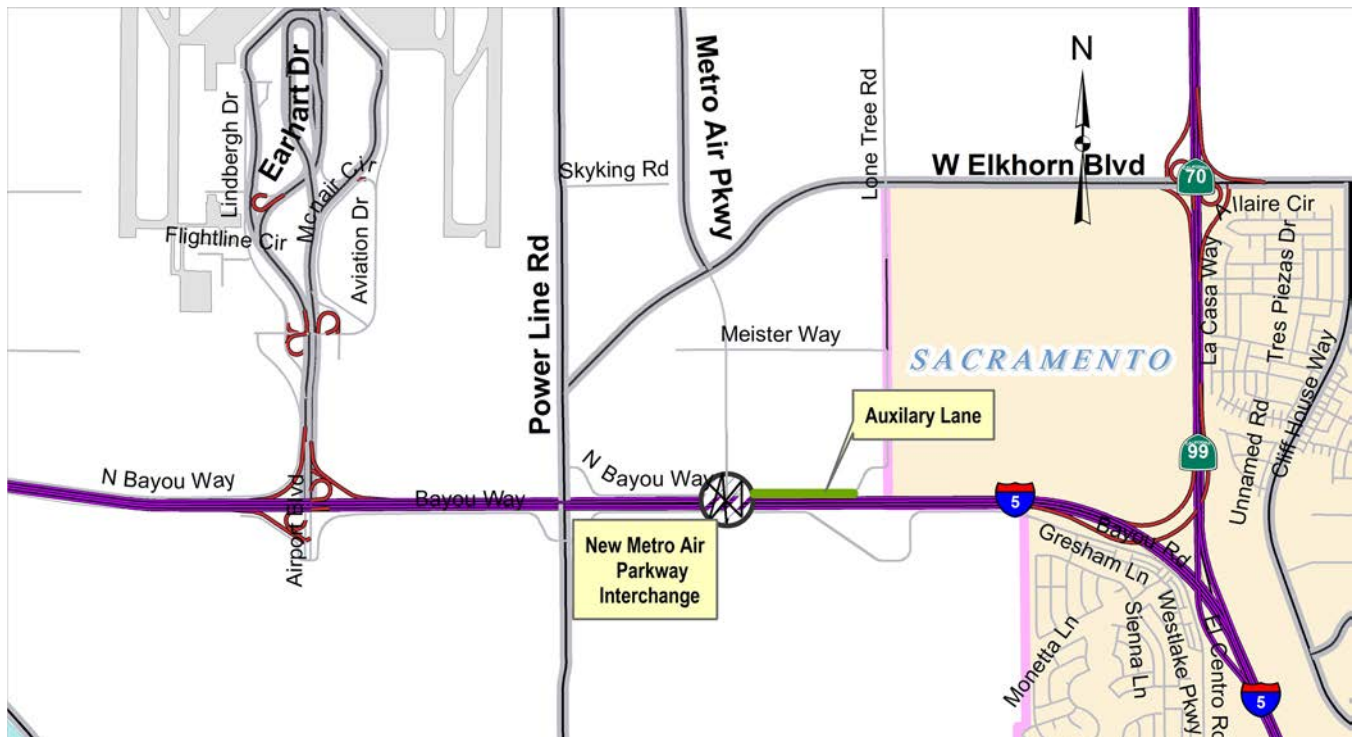 N
Lindbergh Dr
Earhart Dr
Mcnair Cir
Flightline Cir
Aviation Dr
Power Line Rd
Skyking Rd
Metro Air Pkwy
Lone Tree Rd
W Elkhorn Blvd
70
Allaire Cir
La Casa Way
Tres Piezas Dr
Cliff House Way
Unnamed Rd
Meister Way
SACRAMENTO
Auxilary Lane
99
N Bayou Way
Airport Blvd
Bayou Way
N Bayou Way
New Metro Air
Parkway
Interchange
5
Bayou Rd
Gresham Ln
Monetta Ln
Sienna Ln
Westlake Pkwy
El Centro Rd
5